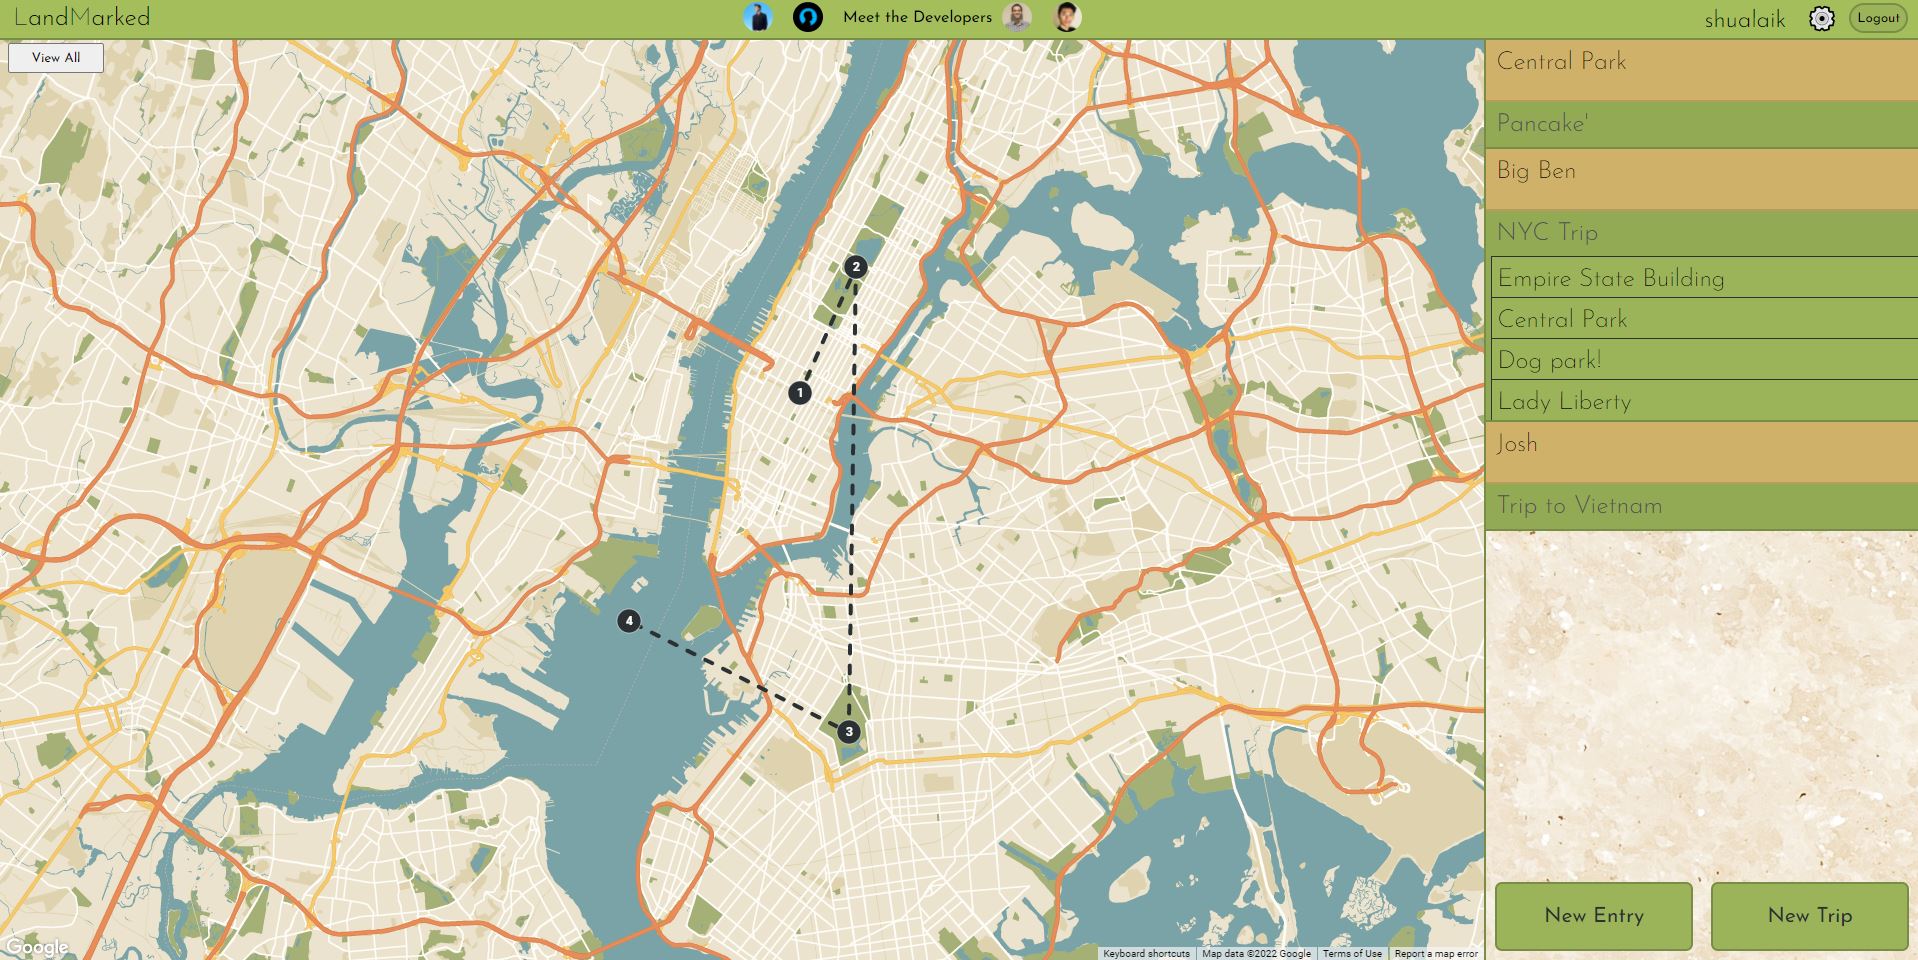 LandMarked
Meet the Developers
shualaik
Logout
View All
Central Park
Pancake'
Big Ben
NYC Trip
Empire State Building
Central Park
Dog park!
Lady Liberty
Josh
Trip to Vietnam
2
1
4
3
New Entry
New Trip
Google
Keyboard shortcuts
Map data ©2022 Google
Terms of Use
Report a map error